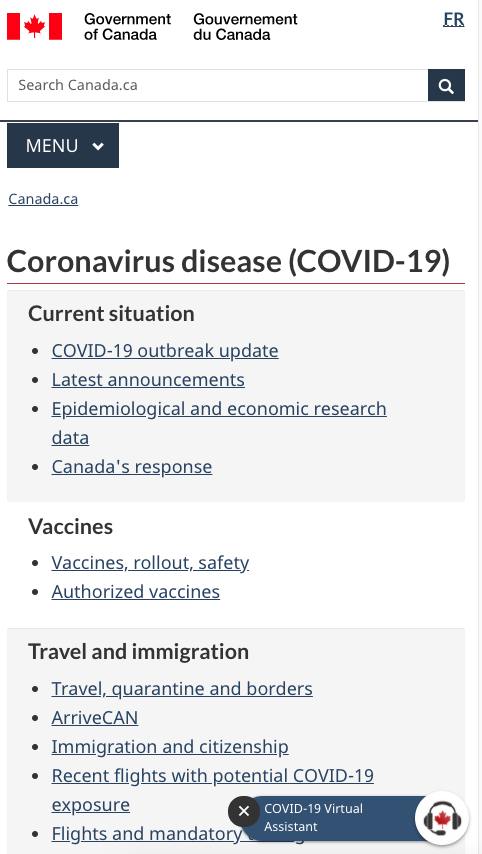 Government
of Canada
Gouvernement
du Canada
FR
Search Canada.ca
MENU
Canada.ca
Coronavirus disease (COVID-19)
Current situation
COVID-19 outbreak update
Latest announcements
Epidemiological and economic research
data
Canada's response
Vaccines
Vaccines, rollout, safety
Authorized vaccines
Travel and immigration
Travel, quarantine and borders
ArriveCAN
Immigration and citizenship
Recent flights with potential COVID-19
exposure
COVID-19 Virtual
Assistant
Flights and mandatory